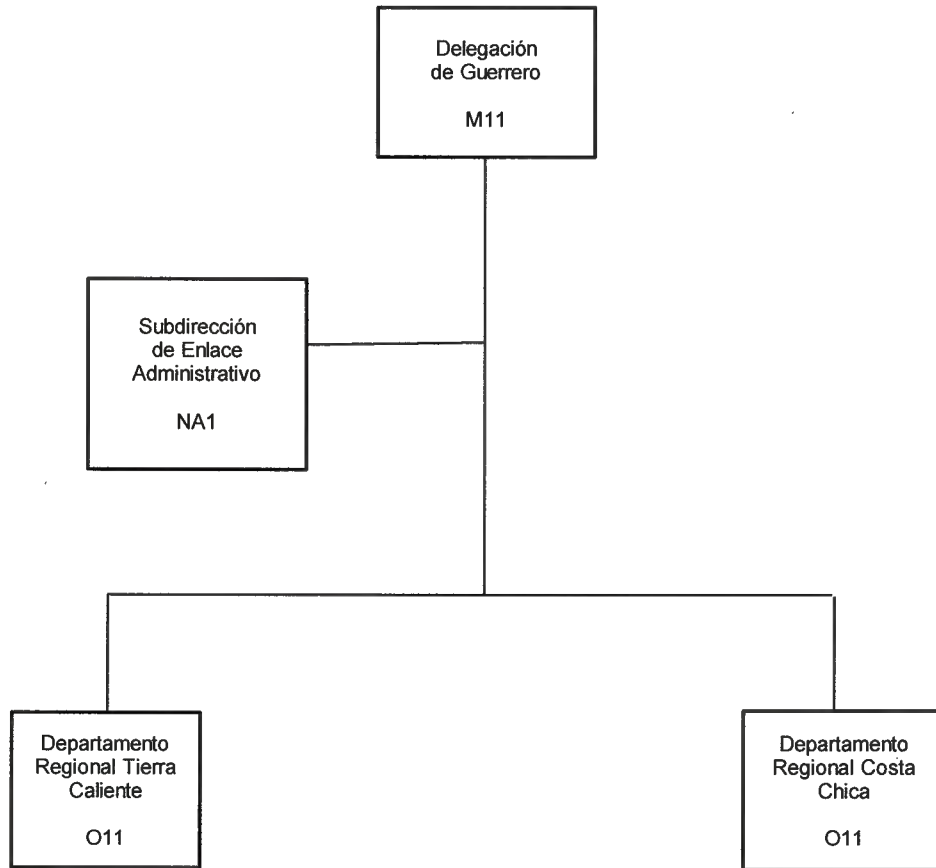 Delegación
de Guerrero
M11
Subdirección
de Enlace
Administrativo
NA1
Departamento
Regional Tierra
Caliente
O11
Departamento
Regional Costa
Chica
O11